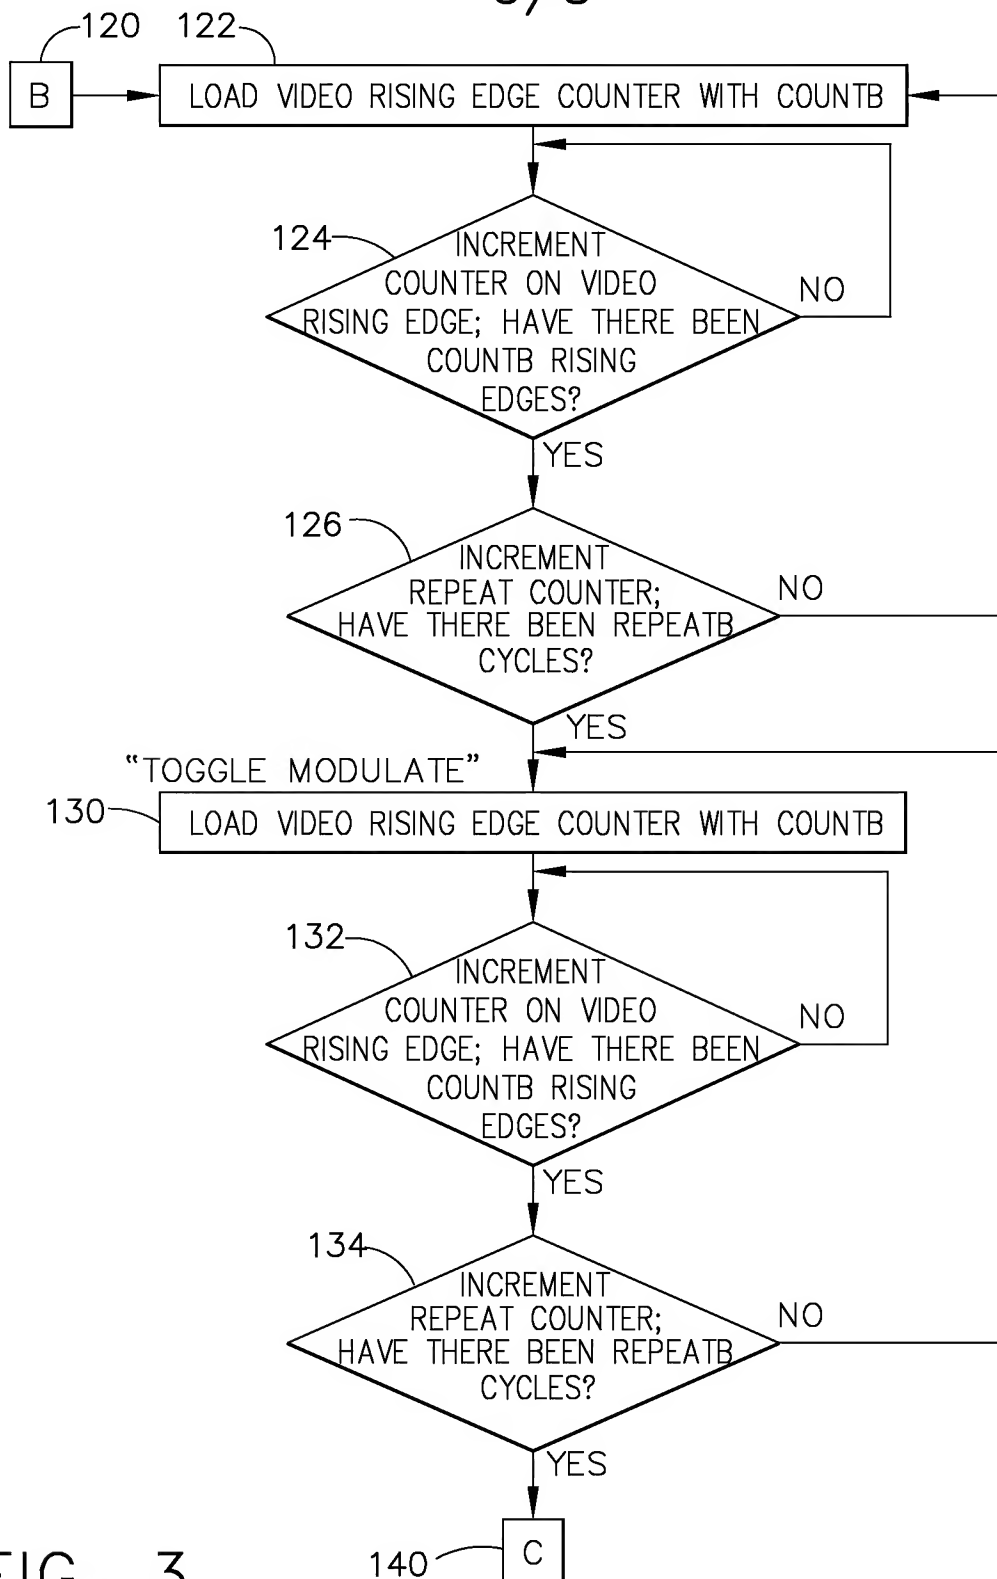 120 122
B
LOAD VIDEO RISING EDGE COUNTER WITH COUNTB
124
INCREMENT
COUNTER ON VIDEO
RISING EDGE; HAVE THERE BEEN
COUNTB RISING
EDGES?
NO
YES
126
INCREMENT
REPEAT COUNTER;
HAVE THERE BEEN REPEATB
CYCLES?
NO
YES
"TOGGLE MODULATE"
130
LOAD VIDEO RISING EDGE COUNTER WITH COUNTB
132
INCREMENT
COUNTER ON VIDEO
RISING EDGE; HAVE THERE BEEN
COUNTB RISING
EDGES?
NO
YES
134
INCREMENT
REPEAT COUNTER;
HAVE THERE BEEN REPEATB
CYCLES?
NO
YES
C
140
FIG. 3